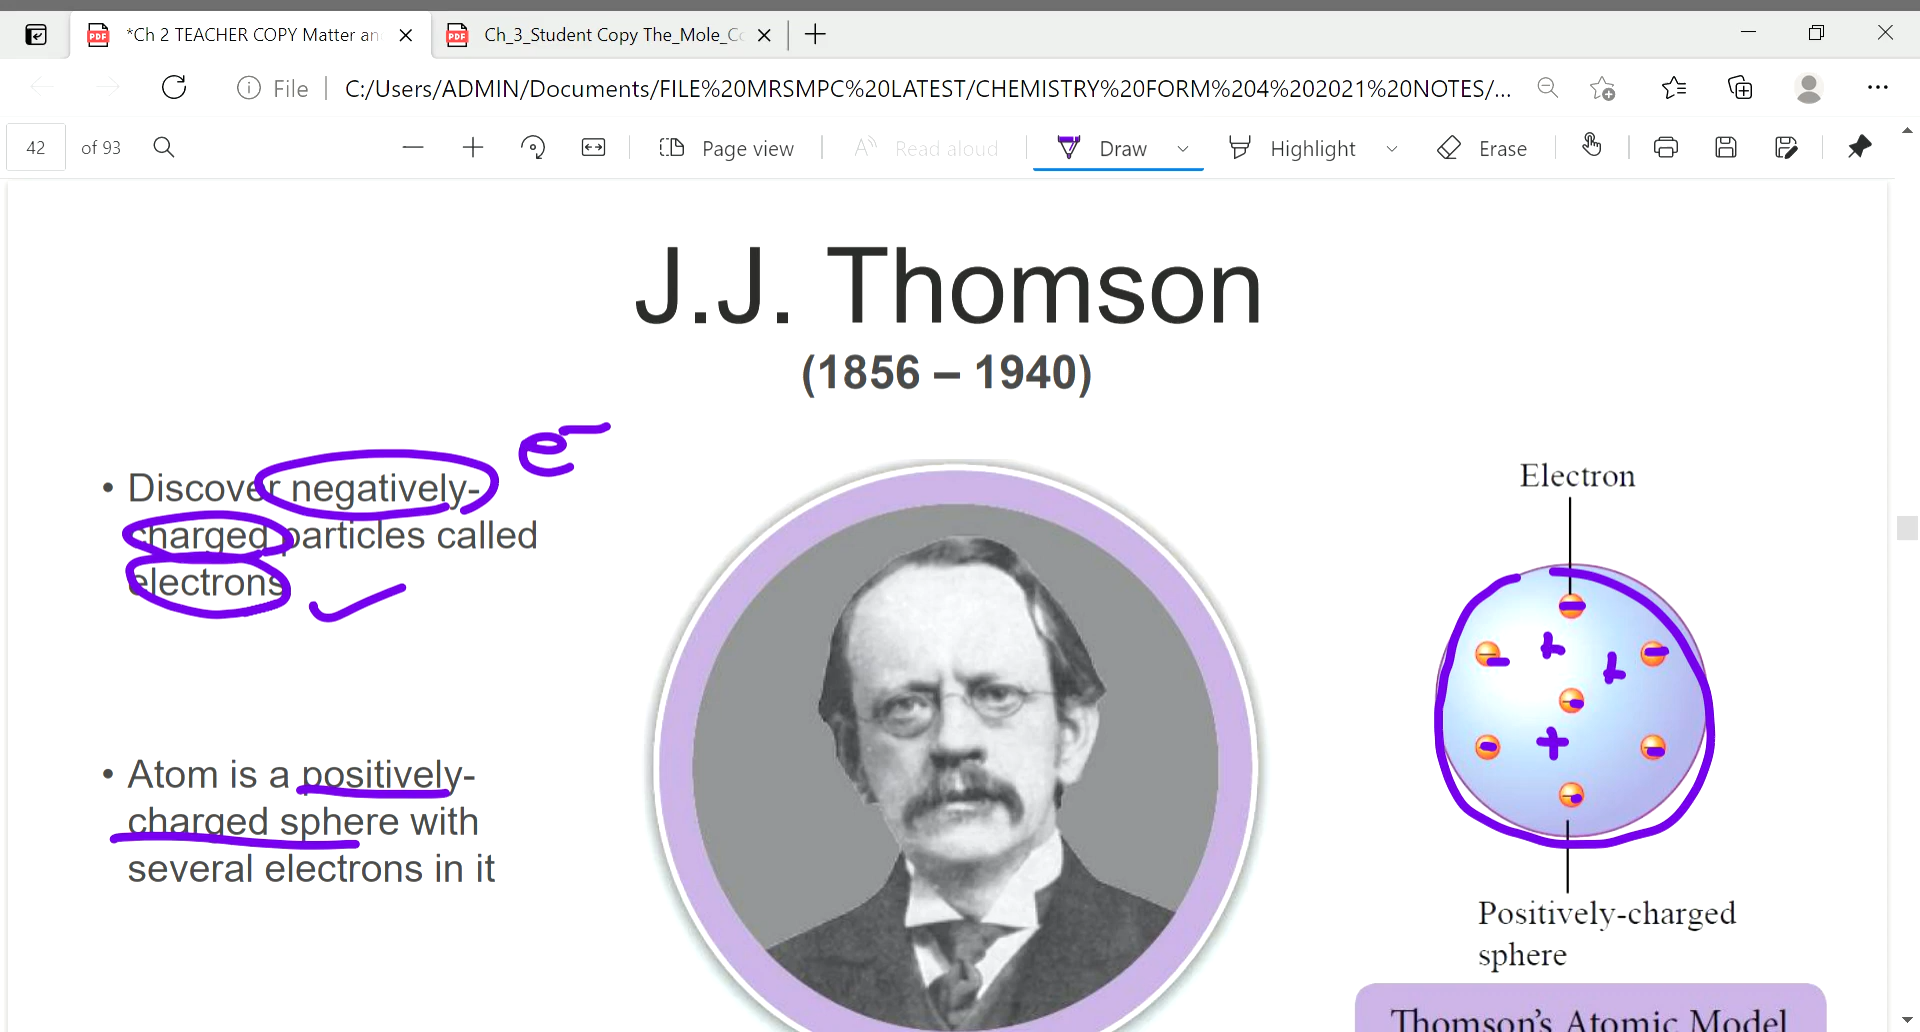 *Ch 2 TEACHER COPY Matter an
Ch_3_Student Copy The_Mole_Co
File
C:/Users/ADMIN/Documents/FILE%20MRSMPC%20LATEST/CHEMISTRY%20FORM%204%202021%20NOTES/...
42 of 93
Page view
Read aloud
Draw
Highlight
Erase
J.J. Thomson
(1856 – 1940)
e⁻
• Discover negatively-
charged particles called
electrons
• Atom is a positively-
charged sphere with
several electrons in it
Electron
Positively-charged
sphere
Thomson's Atomic Model